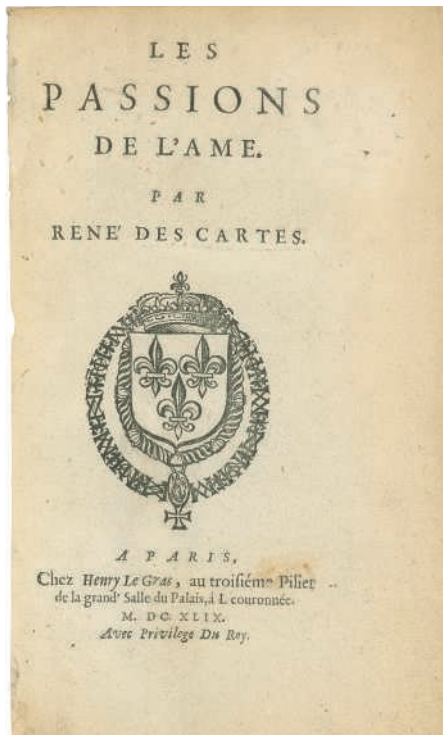 LES
PASSIONS
DE L'AME.
PAR
RENE' DES CARTES.
A PARIS,
Chez Henry Le Gras, au troisiéme Pilier
de la grand' Salle du Palais, à L couronnée.
M. DC. XLIX.
Avec Privilege Du Roy.